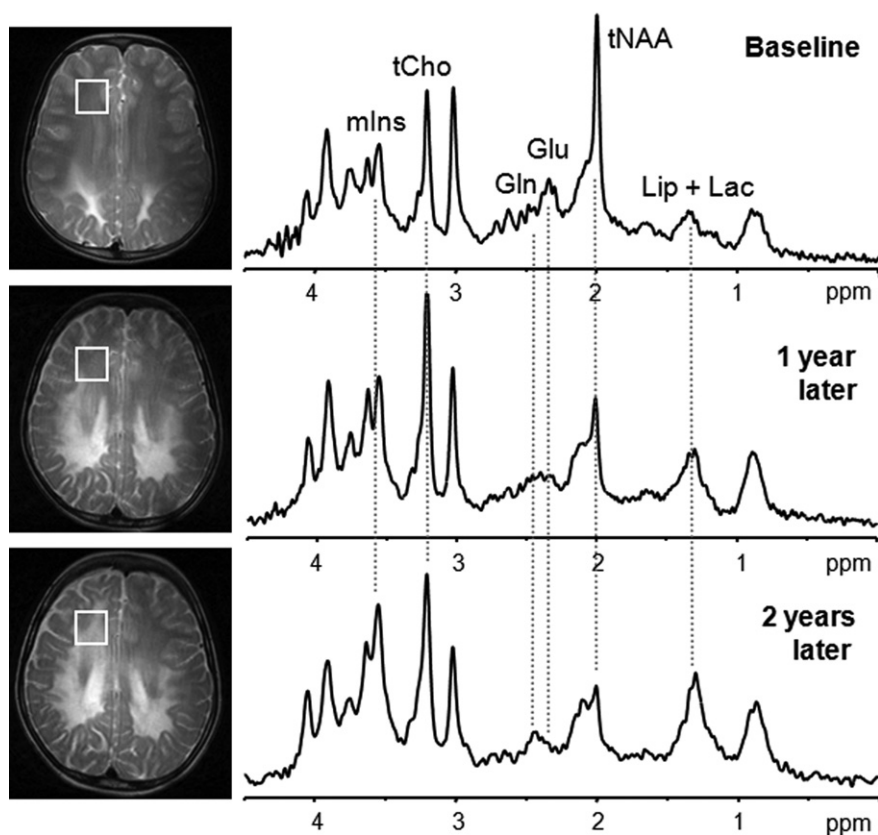 tNAA
Baseline
tCho
mIns
Glu
Gln
Lip + Lac
4 3 2 1 ppm
1 year
later
4 3 2 1 ppm
2 years
later
4 3 2 1 ppm